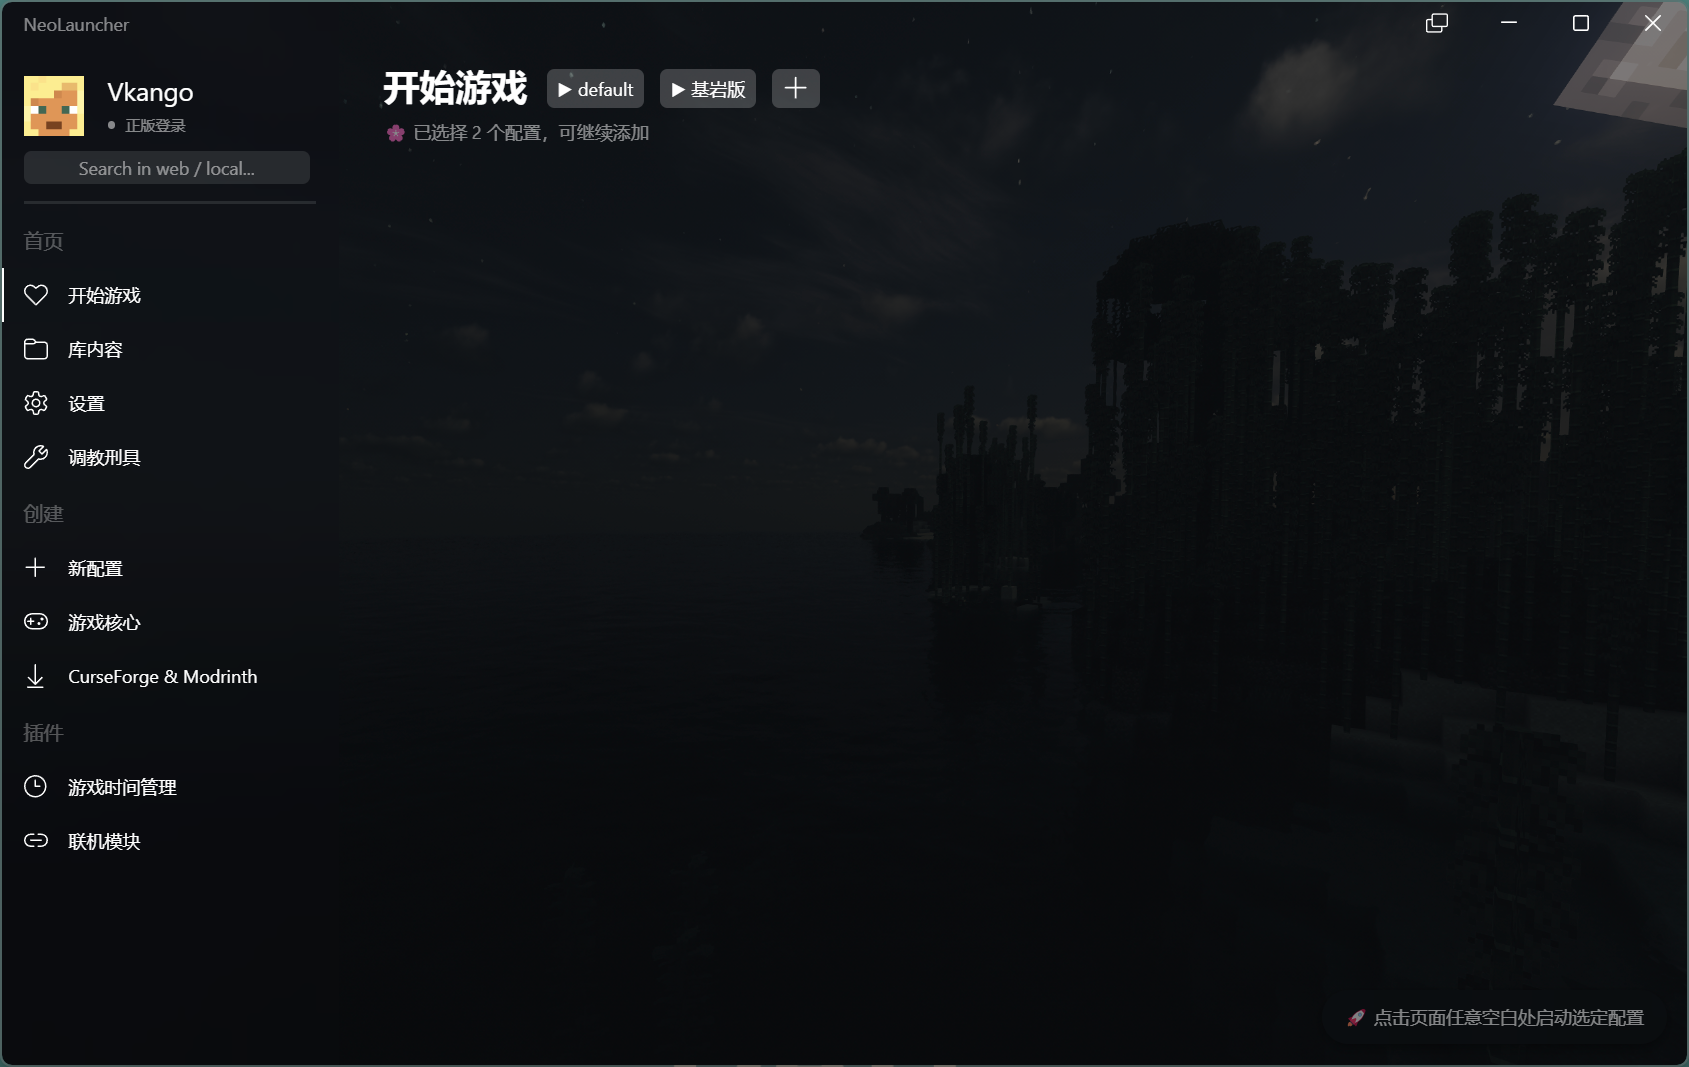 NeoLauncher
Vkango
正版登录
Search in web / local...
首页
开始游戏
库内容
设置
调教刑具
创建
新配置
游戏核心
CurseForge & Modrinth
插件
游戏时间管理
联机模块
开始游戏
default
基岩版
已选择 2 个配置，可继续添加
点击页面任意空白处启动选定配置